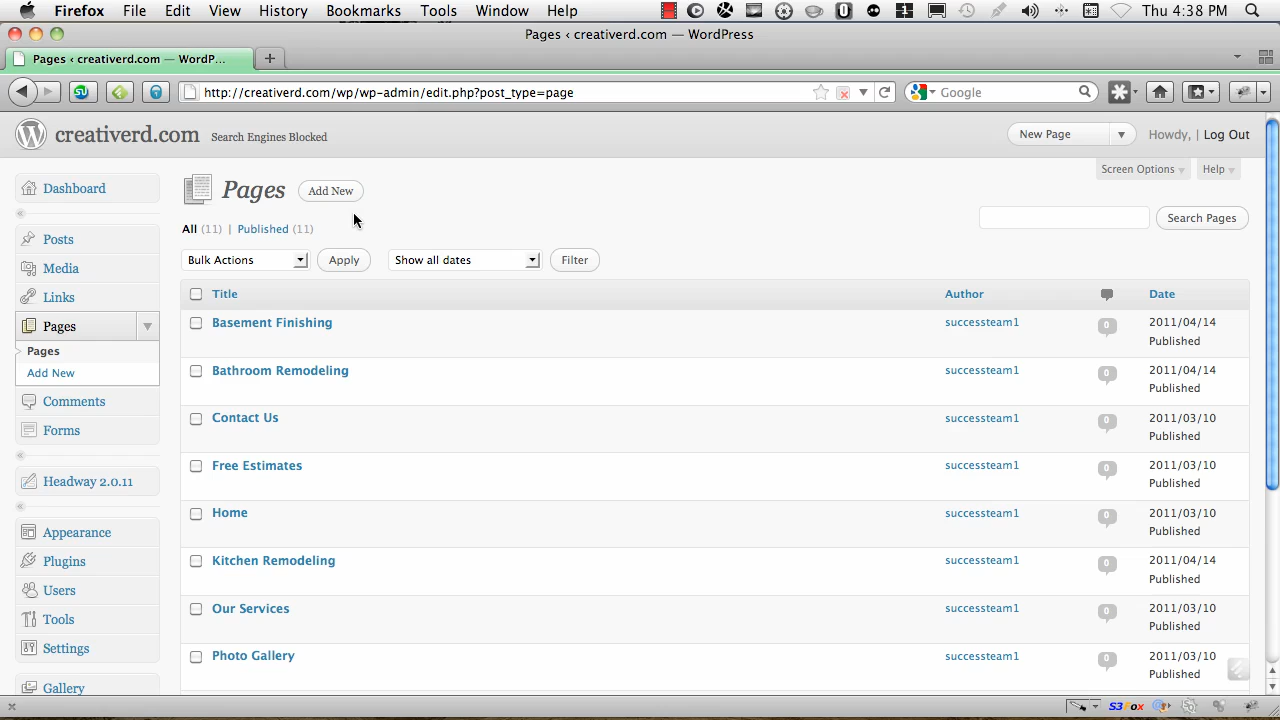 Firefox File Edit View History Bookmarks Tools Window Help Thu 4:38 PM
Pages ‹ creativerd.com — WordPress
Pages ‹ creativerd.com — WordP...
http://creativerd.com/wp/wp-admin/edit.php?post_type=page Google
creativerd.com Search Engines Blocked New Page Howdy, | Log Out
Screen Options Help
Dashboard
Posts
Media
Links
Pages
Pages
Add New
Comments
Forms
Headway 2.0.11
Appearance
Plugins
Users
Tools
Settings
Gallery
Pages Add New
All (11) | Published (11) Search Pages
Bulk Actions Apply Show all dates Filter
Title Author Date
Basement Finishing successteam1 0 2011/04/14
Published
Bathroom Remodeling successteam1 0 2011/04/14
Published
Contact Us successteam1 0 2011/03/10
Published
Free Estimates successteam1 0 2011/03/10
Published
Home successteam1 0 2011/03/10
Published
Kitchen Remodeling successteam1 0 2011/04/14
Published
Our Services successteam1 0 2011/03/10
Published
Photo Gallery successteam1 0 2011/03/10
Published
S3Fox